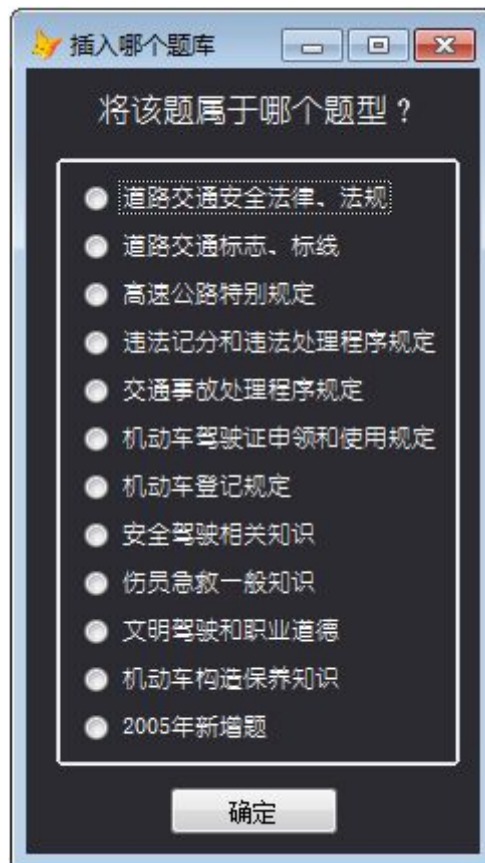 插入哪个题库
将该题属于哪个题型？
道路交通安全法律、法规
道路交通标志、标线
高速公路特别规定
违法记分和违法处理程序规定
交通事故处理程序规定
机动车驾驶证申领和使用规定
机动车登记规定
安全驾驶相关知识
伤员急救一般知识
文明驾驶和职业道德
机动车构造保养知识
2005年新增题
确定